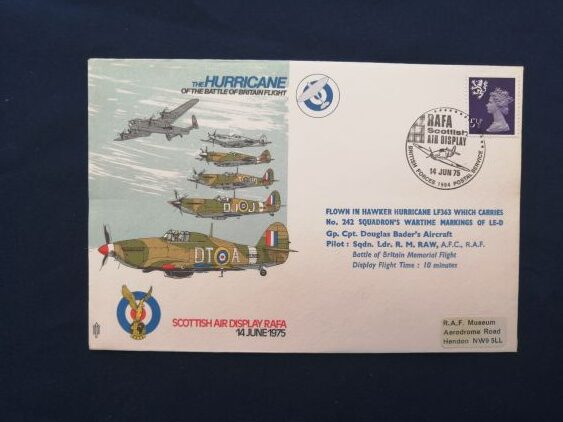 THE HURRICANE
OF THE BATTLE OF BRITAIN FLIGHT
RAFA
Scottish
AIR DISPLAY
14 JUN 75
BRITISH FORCES 1504 POSTAL SERVICE
DJ J
DT A
FLOWN IN HAWKER HURRICANE LF363 WHICH CARRIES
No. 242 SQUADRON'S WARTIME MARKINGS OF LE-D
Gp. Cpt. Douglas Bader's Aircraft
Pilot : Sqdn. Ldr. R. M. RAW, A.F.C., R.A.F.
Battle of Britain Memorial Flight
Display Flight Time : 10 minutes
SCOTTISH AIR DISPLAY RAFA
14 JUNE 1975
R.A.F. Museum
Aerodrome Road
Hendon NW9 5LL